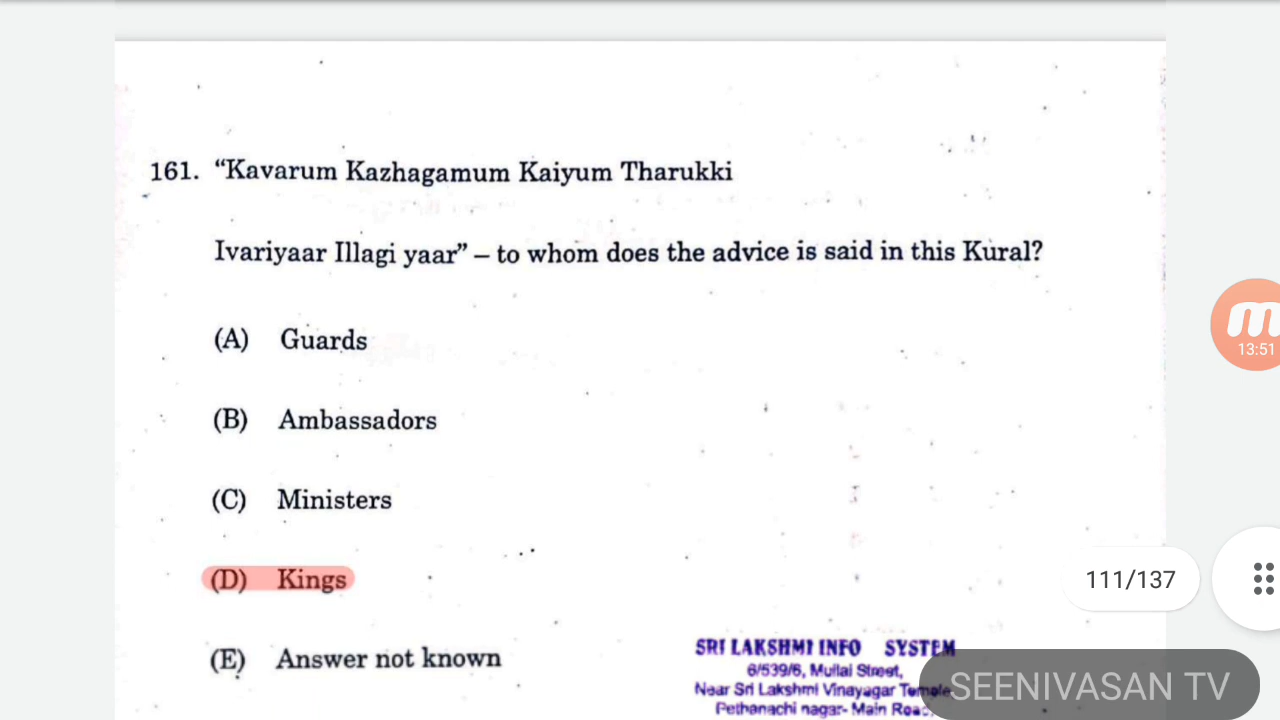 161. “Kavarum Kazhagamum Kaiyum Tharukki
Ivariyaar Illagi yaar” – to whom does the advice is said in this Kural?
(A) Guards
(B) Ambassadors
(C) Ministers
(D) Kings
(E) Answer not known
13:51
111/137
SRI LAKSHMI INFO SYSTEM
6/539/6, Mullai Street,
Near Sri Lakshmi Vinayagar Temple
Pethanachi nagar- Main Road,
SEENIVASAN TV